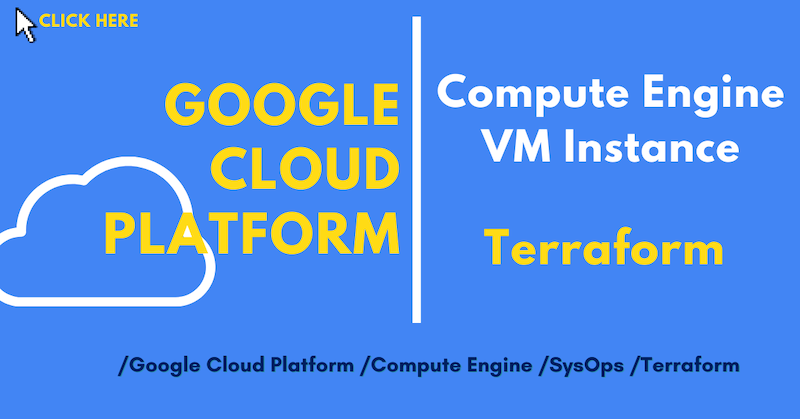 CLICK HERE
GOOGLE
CLOUD
PLATFORM
Compute Engine
VM Instance
Terraform
/Google Cloud Platform /Compute Engine /SysOps /Terraform